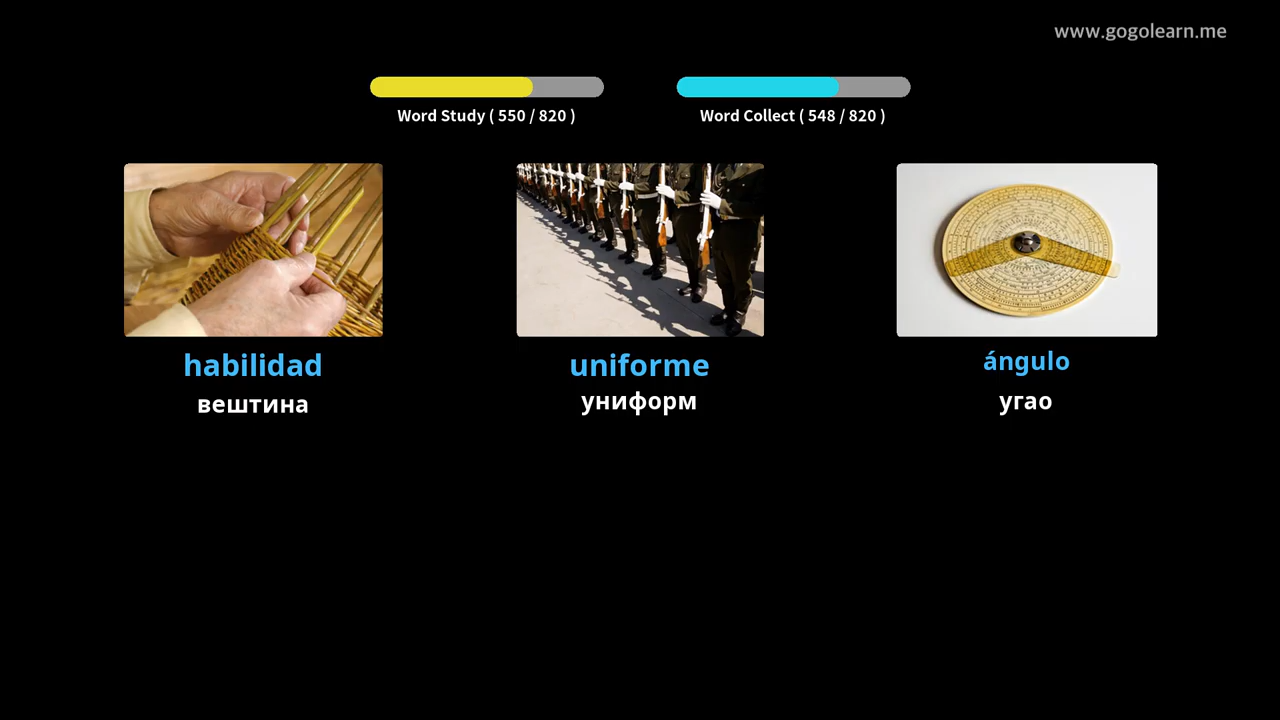 www.gogolearn.me
Word Study ( 550 / 820 )
Word Collect ( 548 / 820 )
habilidad
вештина
uniforme
униформ
ángulo
угао